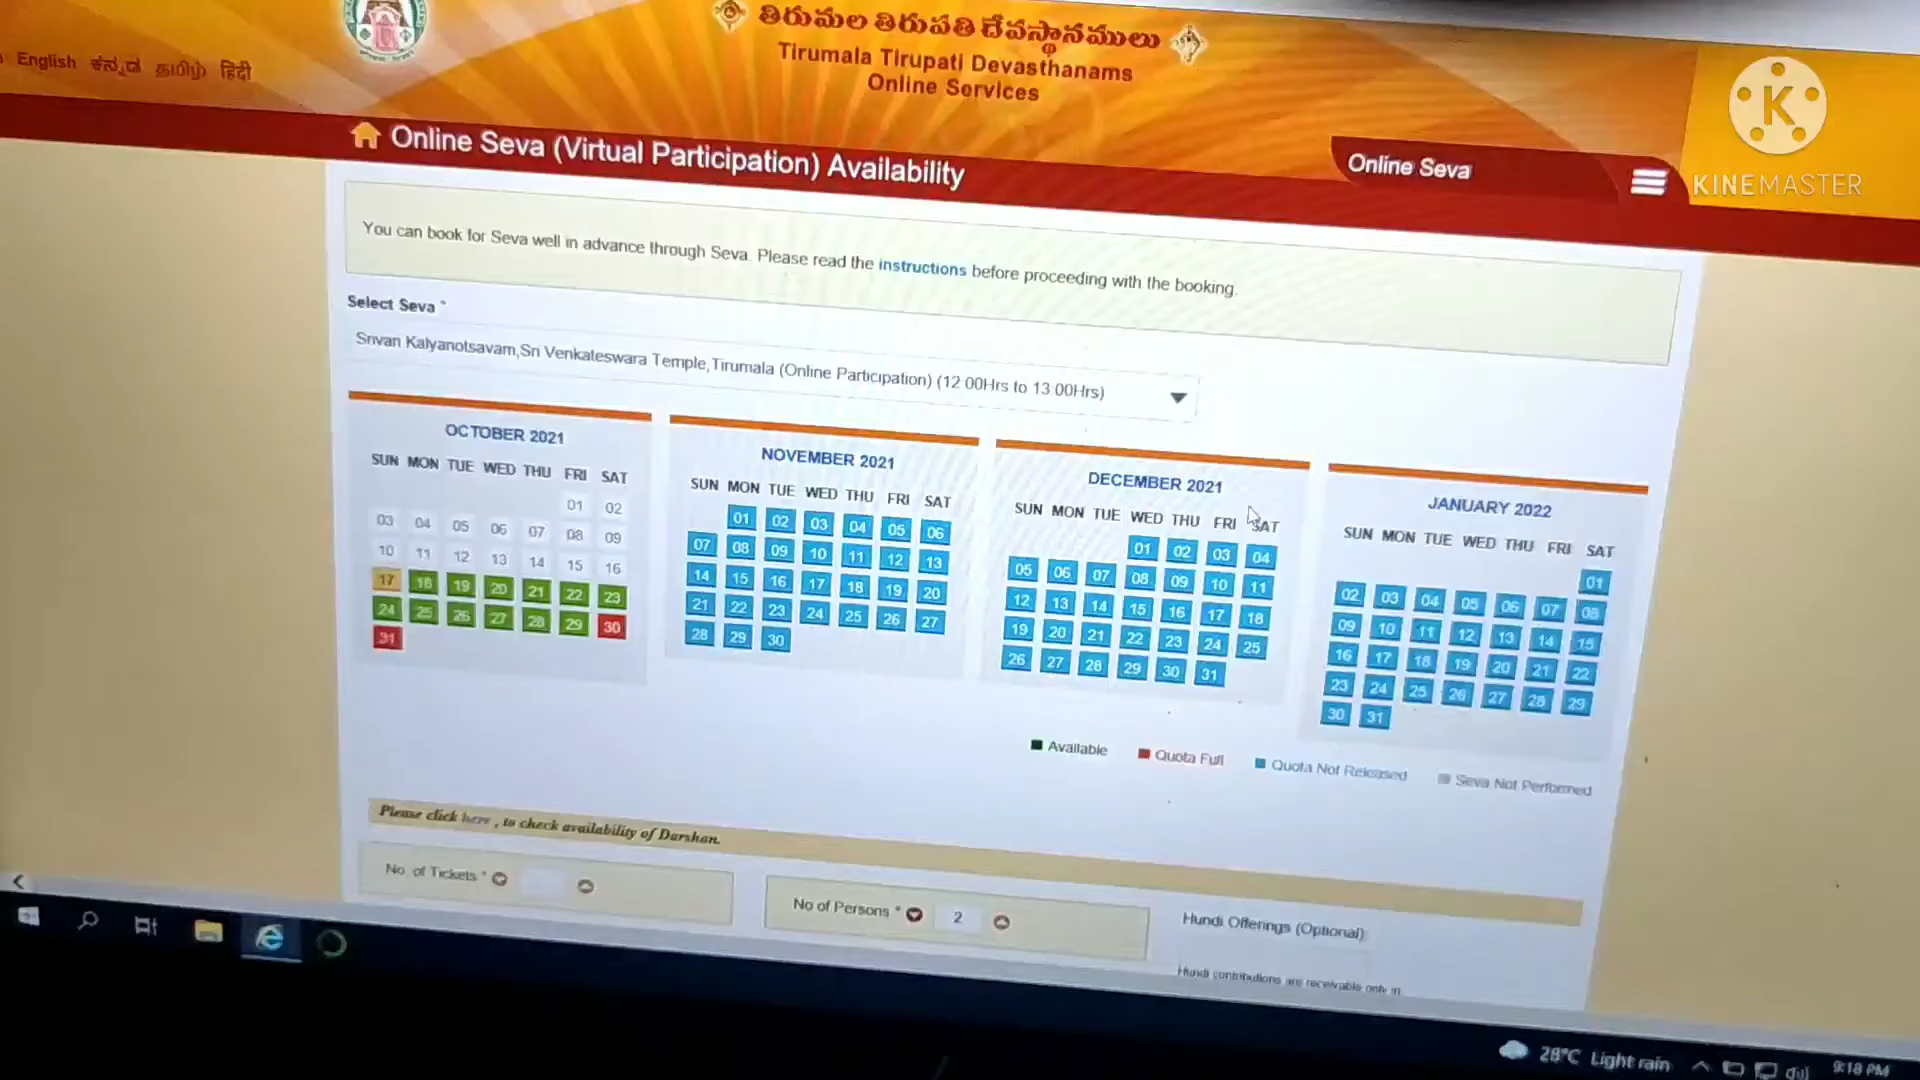 తిరుమల తిరుపతి దేవస్థానములు
Tirumala Tirupati Devasthanams
Online Services
English ಕನ್ನಡ தமிழ் हिंदी
KINEMASTER
Online Seva (Virtual Participation) Availability
Online Seva
You can book for Seva well in advance through Seva. Please read the instructions before proceeding with the booking.
Select Seva *
Srivari Kalyanotsavam,Sri Venkateswara Temple,Tirumala (Online Participation) (12:00Hrs to 13:00Hrs)
OCTOBER 2021
SUN MON TUE WED THU FRI SAT
01 02
03 04 05 06 07 08 09
10 11 12 13 14 15 16
17 18 19 20 21 22 23
24 25 26 27 28 29 30
31
NOVEMBER 2021
SUN MON TUE WED THU FRI SAT
01 02 03 04 05 06
07 08 09 10 11 12 13
14 15 16 17 18 19 20
21 22 23 24 25 26 27
28 29 30
DECEMBER 2021
SUN MON TUE WED THU FRI SAT
01 02 03 04
05 06 07 08 09 10 11
12 13 14 15 16 17 18
19 20 21 22 23 24 25
26 27 28 29 30 31
JANUARY 2022
SUN MON TUE WED THU FRI SAT
01
02 03 04 05 06 07 08
09 10 11 12 13 14 15
16 17 18 19 20 21 22
23 24 25 26 27 28 29
30 31
Available Quota Full Quota Not Released Seva Not Performed
Please click here , to check availability of Darshan.
No. of Tickets *
No of Persons * 2
Hundi Offerings (Optional)
Hundi contributions are receivable only in
28°C Light rain 9:18 PM